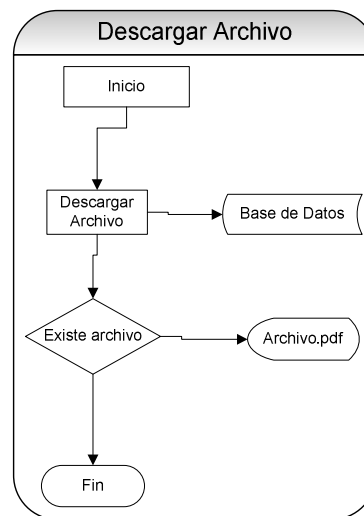 Descargar Archivo
Inicio
Descargar
Archivo
Base de Datos
Existe archivo
Archivo.pdf
Fin